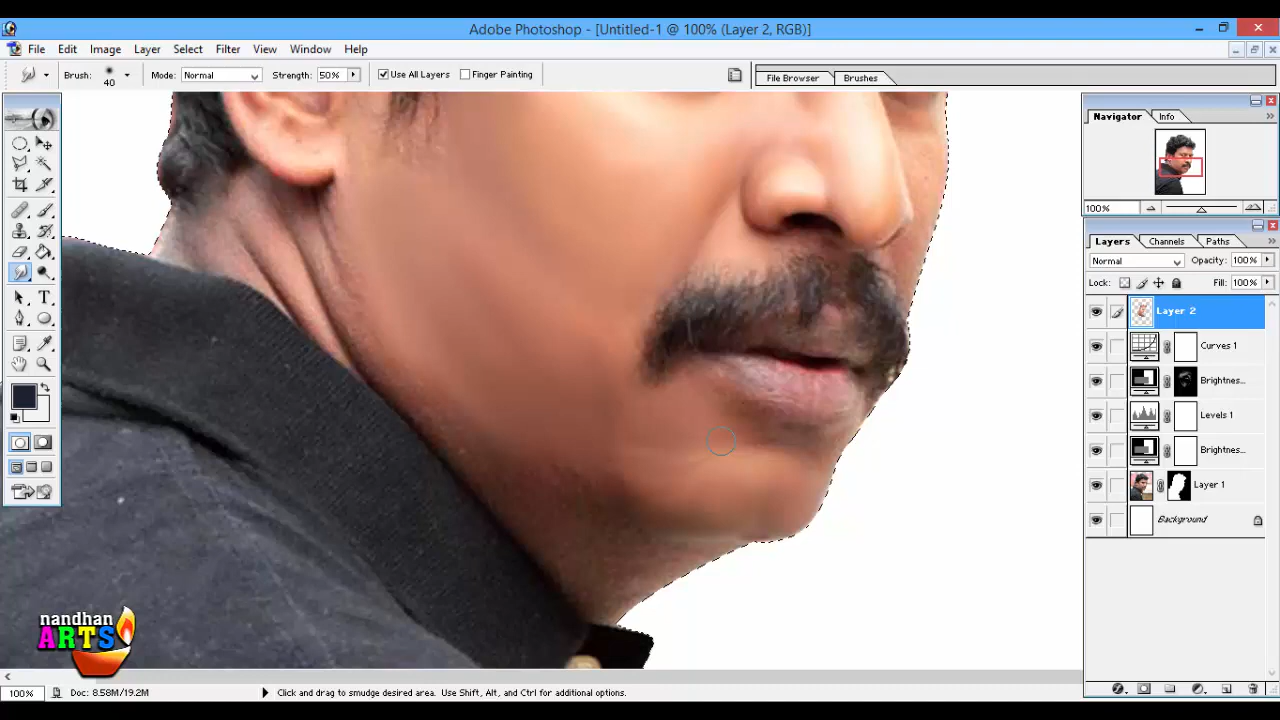 Adobe Photoshop - [Untitled-1 @ 100% (Layer 2, RGB)]
File Edit Image Layer Select Filter View Window Help
Brush: 40 Mode: Normal Strength: 50% Use All Layers Finger Painting File Browser Brushes
Navigator Info
100%
Layers Channels Paths
Normal Opacity: 100%
Lock: Fill: 100%
Layer 2
Curves 1
Brightnes...
Levels 1
Brightnes...
Layer 1
Background
nandhan
ARTS
100% Doc: 8.58M/19.2M Click and drag to smudge desired area. Use Shift, Alt, and Ctrl for additional options.